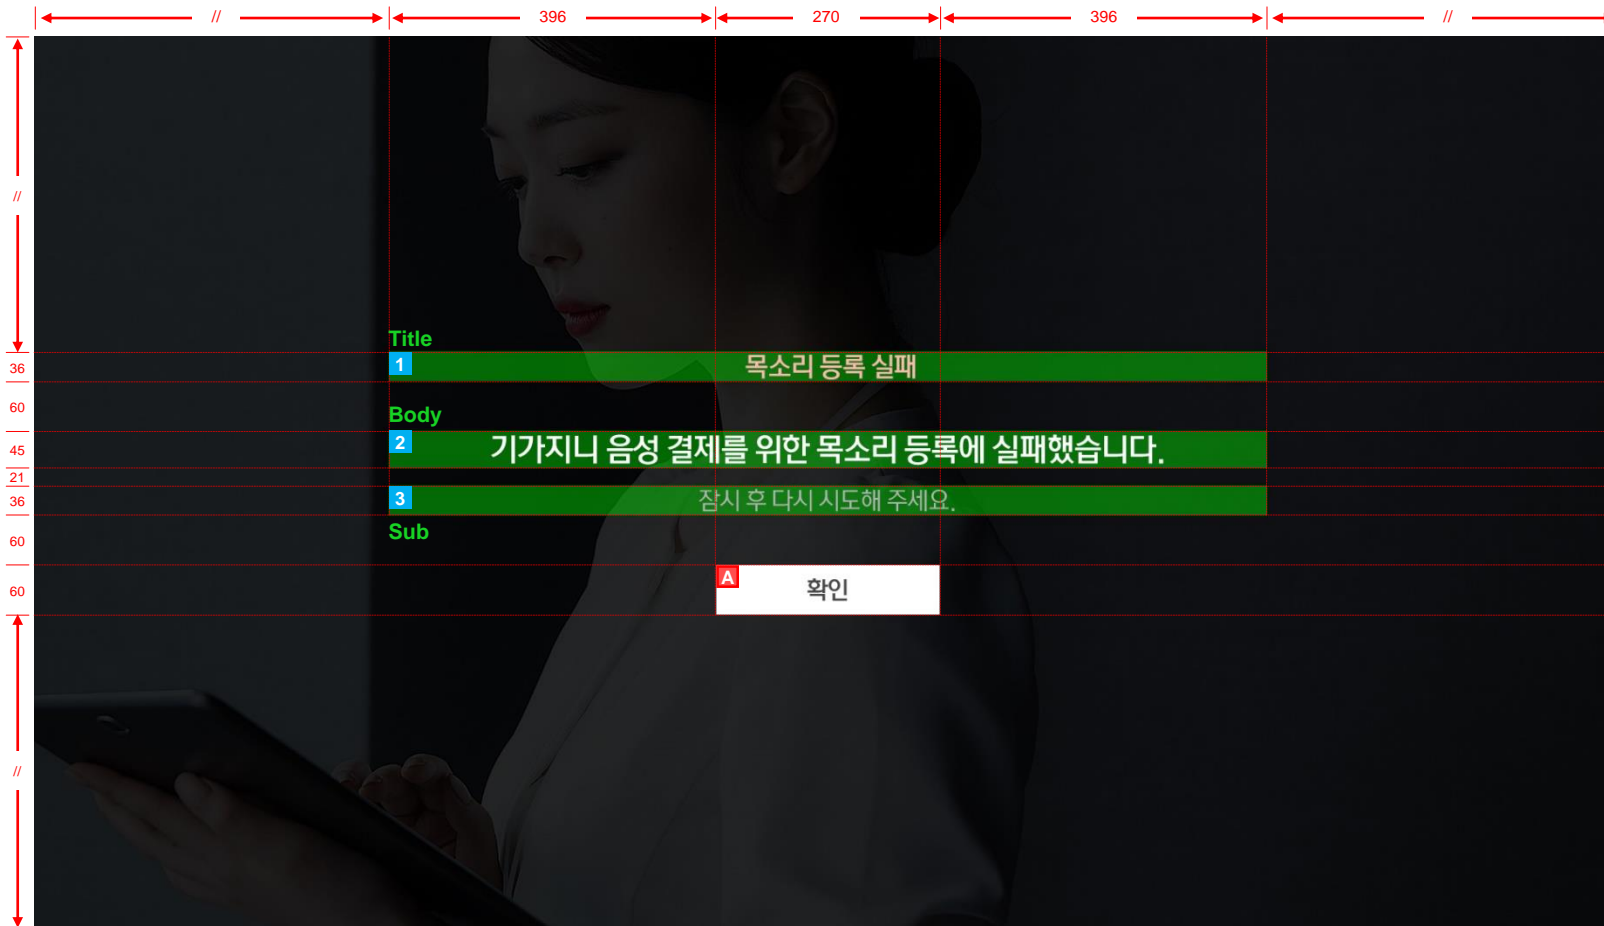 // 396 270 396 //
//
Title
36
1 목소리 등록 실패
60
Body
45
2 기가지니 음성 결제를 위한 목소리 등록에 실패했습니다.
21
36
3 잠시 후 다시 시도해 주세요.
Sub
60
60
A 확인
//